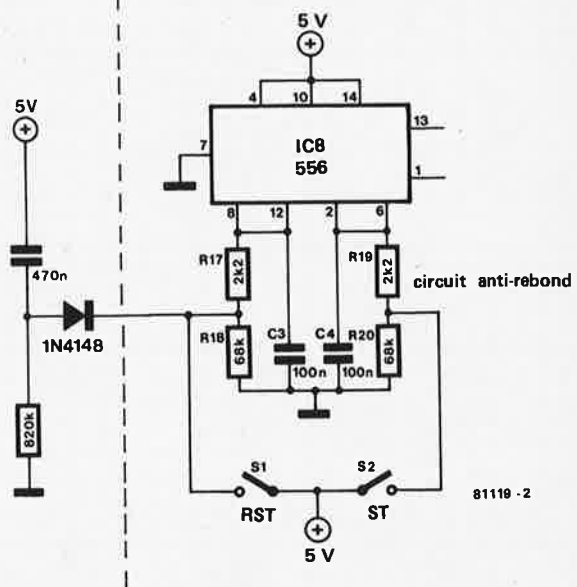 5 V
4 10 14
5V
13
7
IC8
556
1
8 12 2 6
470n
R17
2k2
R19
2k2
circuit anti-rebond
1N4148
R18
68k
C3
100n
C4
100n
R20
68k
820k
S1
S2
81119 - 2
RST
ST
5 V